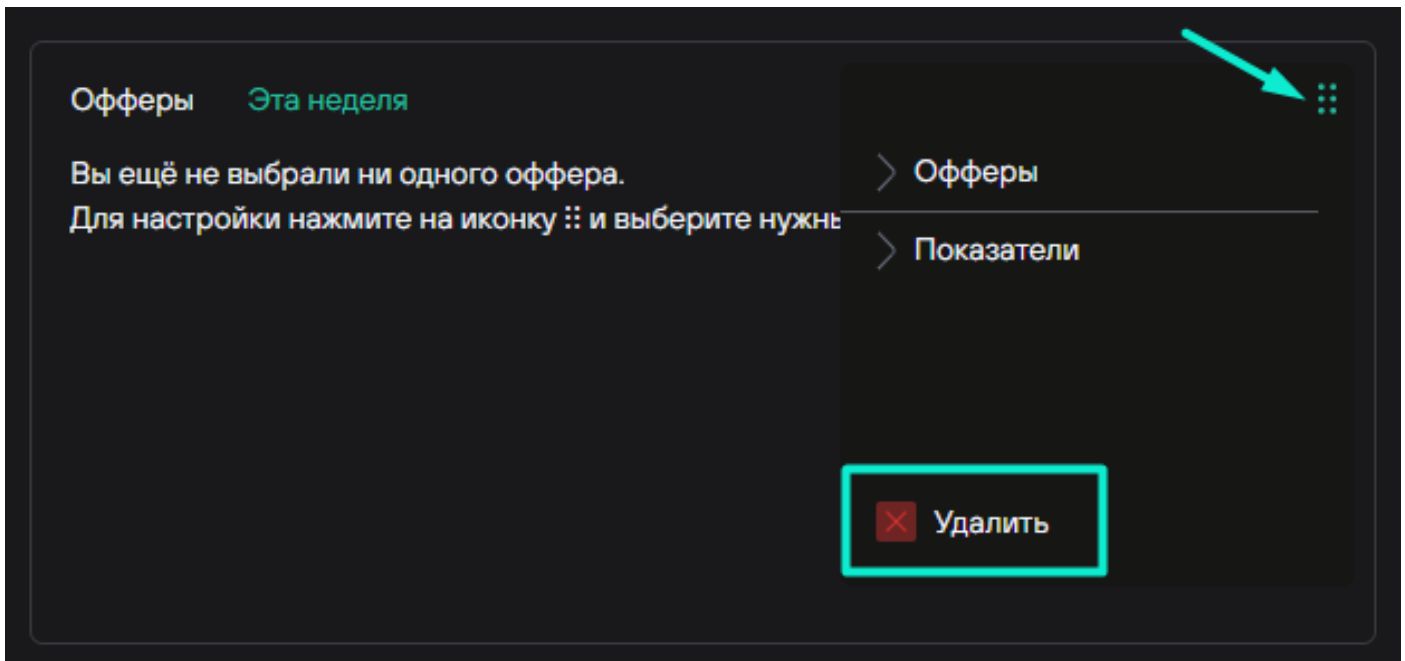 Офферы Эта неделя
Вы ещё не выбрали ни одного оффера.
Для настройки нажмите на иконку ⠿ и выберите
Офферы
Показатели
Удалить